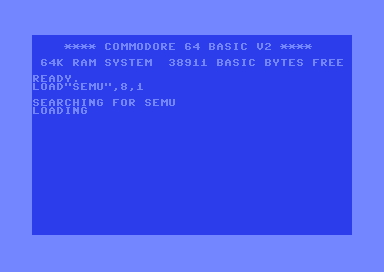 **** COMMODORE 64 BASIC V2 ****
64K RAM SYSTEM  38911 BASIC BYTES FREE
READY.
LOAD"SEMU",8,1
SEARCHING FOR SEMU
LOADING